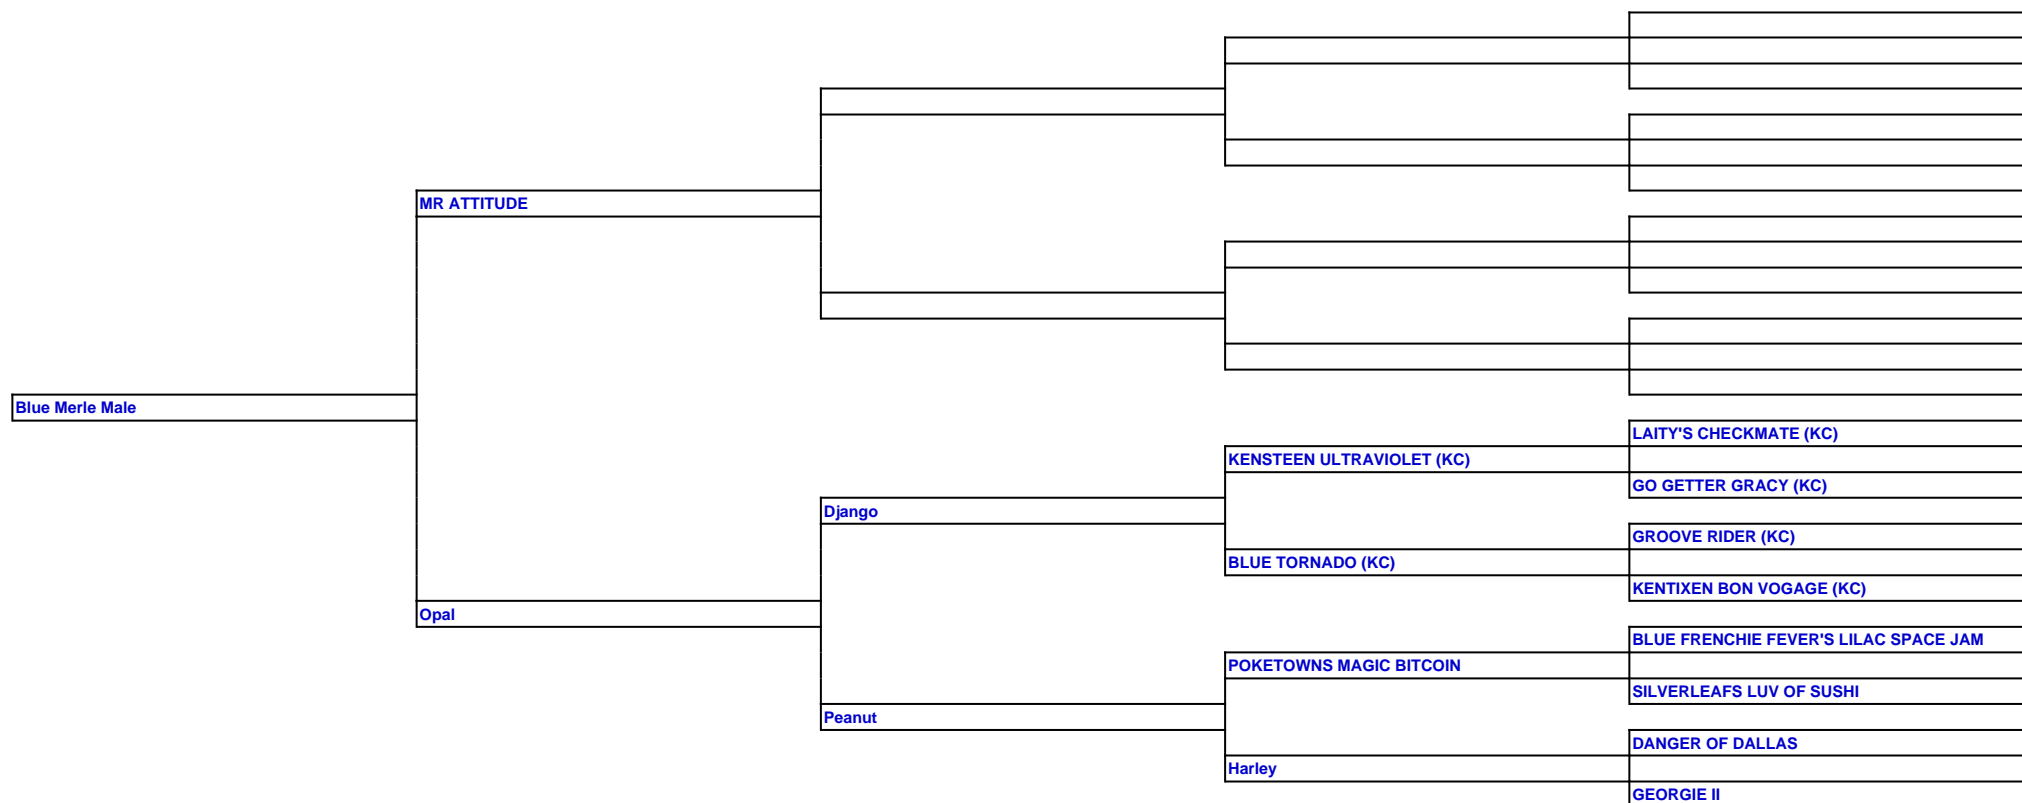 MR ATTITUDE
Blue Merle Male
LAITY'S CHECKMATE (KC)
KENSTEEN ULTRAVIOLET (KC)
GO GETTER GRACY (KC)
Django
GROOVE RIDER (KC)
BLUE TORNADO (KC)
KENTIXEN BON VOGAGE (KC)
Opal
BLUE FRENCHIE FEVER'S LILAC SPACE JAM
POKETOWNS MAGIC BITCOIN
SILVERLEAFS LUV OF SUSHI
Peanut
DANGER OF DALLAS
Harley
GEORGIE II